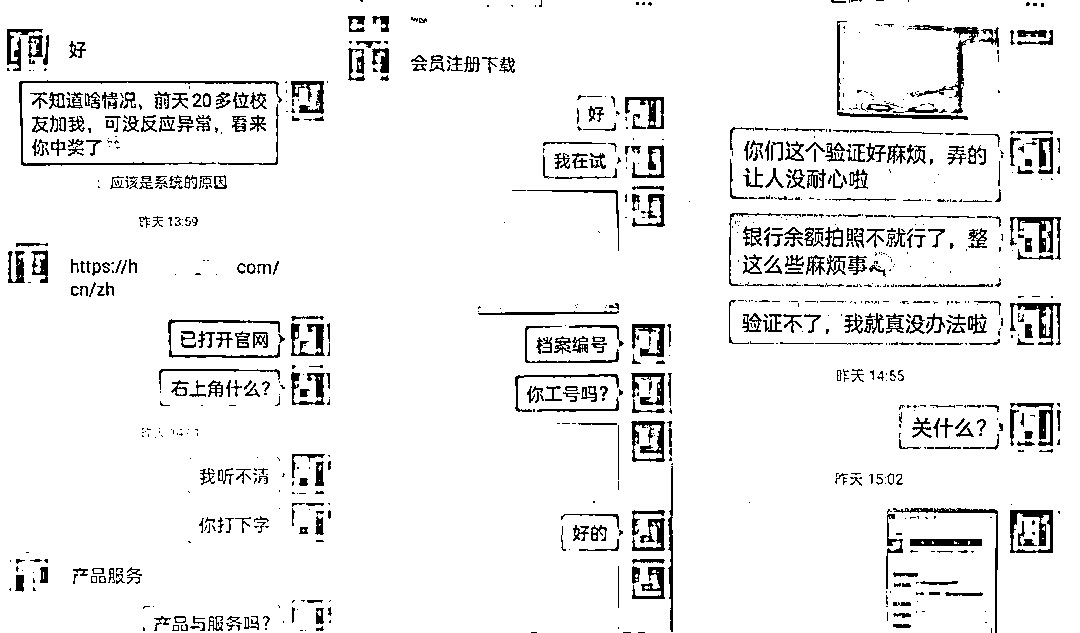 好
不知道啥情况、前天20多位校
友加我，可没反应异常，看来
你中奖了
：应该是系统的原因
昨天 13:59
https://h com/
cn/zh
已打开官网
右上角什么？
昨天
我听不清
你打下字
产品服务
产品与服务吗？
会员注册下载
好
我在试
档案编号
你工号吗？
好的
你们这个验证好麻烦，弄的
让人没耐心啦
银行余额拍照不就行了，整
这么些麻烦事
验证不了，我就真没办法啦
昨天 14:55
关什么？
昨天 15:02